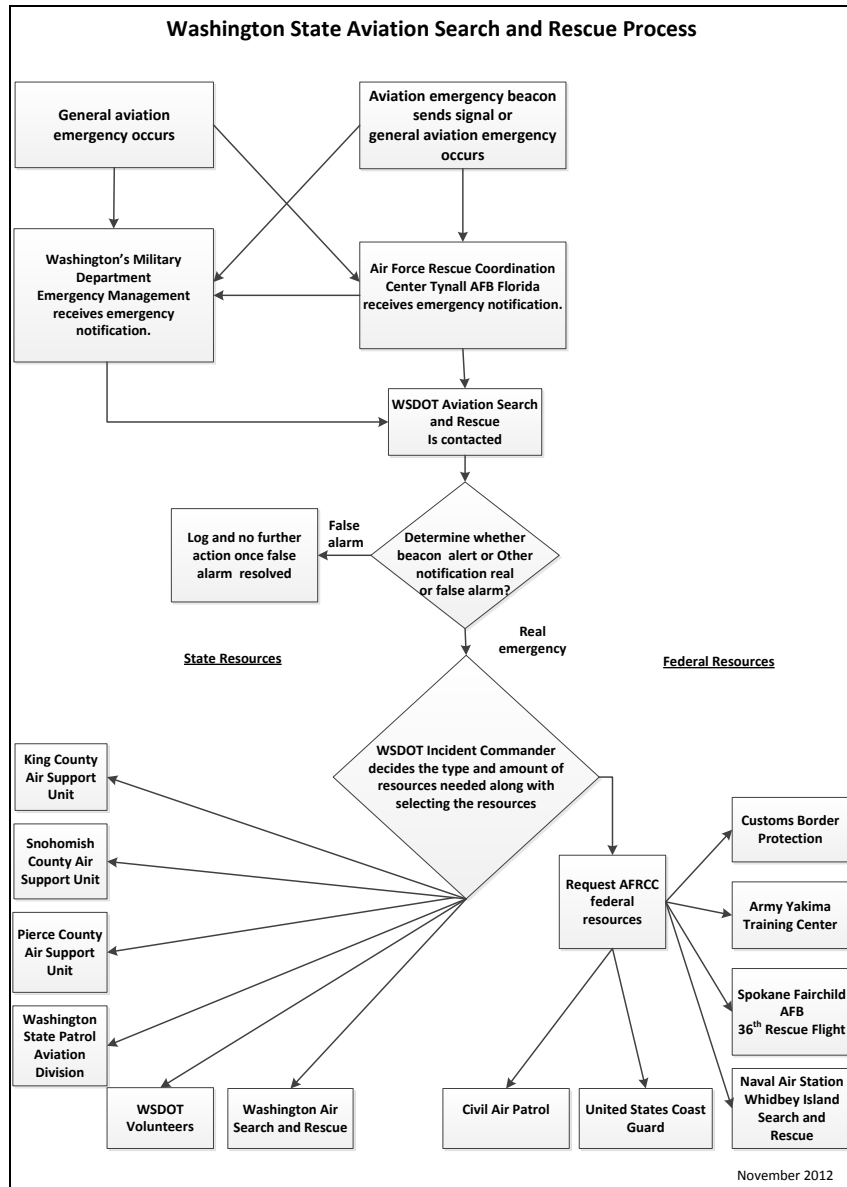 Washington State Aviation Search and Rescue Process
General aviation
emergency occurs
Aviation emergency beacon
sends signal or
general aviation emergency
occurs
Washington's Military
Department
Emergency Management
receives emergency
notification.
Air Force Rescue Coordination
Center Tynall AFB Florida
receives emergency notification.
WSDOT Aviation Search
and Rescue
Is contacted
Log and no further
action once false
alarm resolved
False
alarm
Determine whether
beacon alert or Other
notification real
or false alarm?
Real
emergency
State Resources
Federal Resources
WSDOT Incident Commander
decides the type and amount of
resources needed along with
selecting the resources
King County
Air Support
Unit
Snohomish
County Air
Support Unit
Pierce County
Air Support
Unit
Washington
State Patrol
Aviation
Division
WSDOT
Volunteers
Washington Air
Search and Rescue
Request AFRCC
federal
resources
Customs Border
Protection
Army Yakima
Training Center
Spokane Fairchild
AFB
36th Rescue Flight
Naval Air Station
Whidbey Island
Search and
Rescue
Civil Air Patrol
United States Coast
Guard
November 2012